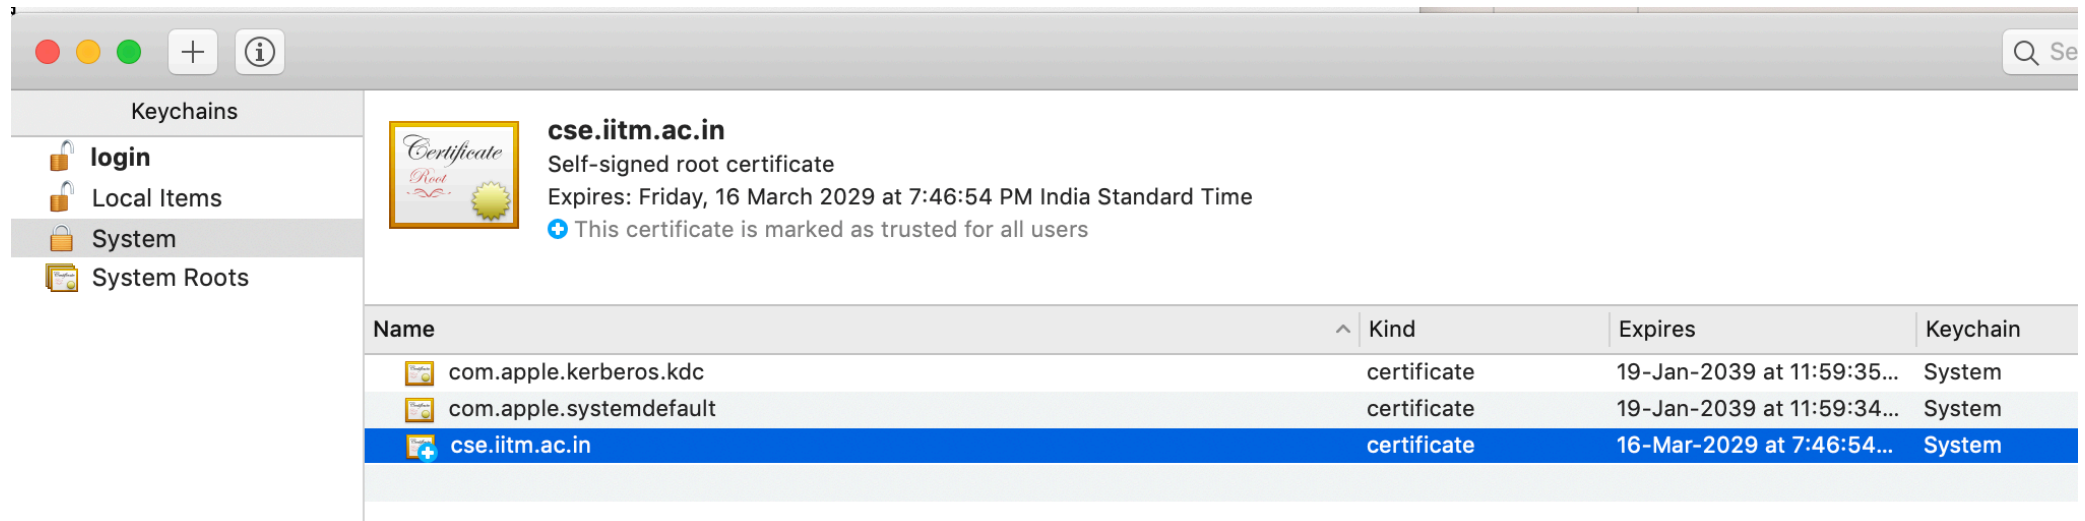 Se
Keychains
login
Local Items
System
System Roots
Certificate
Root
cse.iitm.ac.in
Self-signed root certificate
Expires: Friday, 16 March 2029 at 7:46:54 PM India Standard Time
This certificate is marked as trusted for all users
Name Kind Expires Keychain
com.apple.kerberos.kdc certificate 19-Jan-2039 at 11:59:35... System
com.apple.systemdefault certificate 19-Jan-2039 at 11:59:34... System
cse.iitm.ac.in certificate 16-Mar-2029 at 7:46:54... System